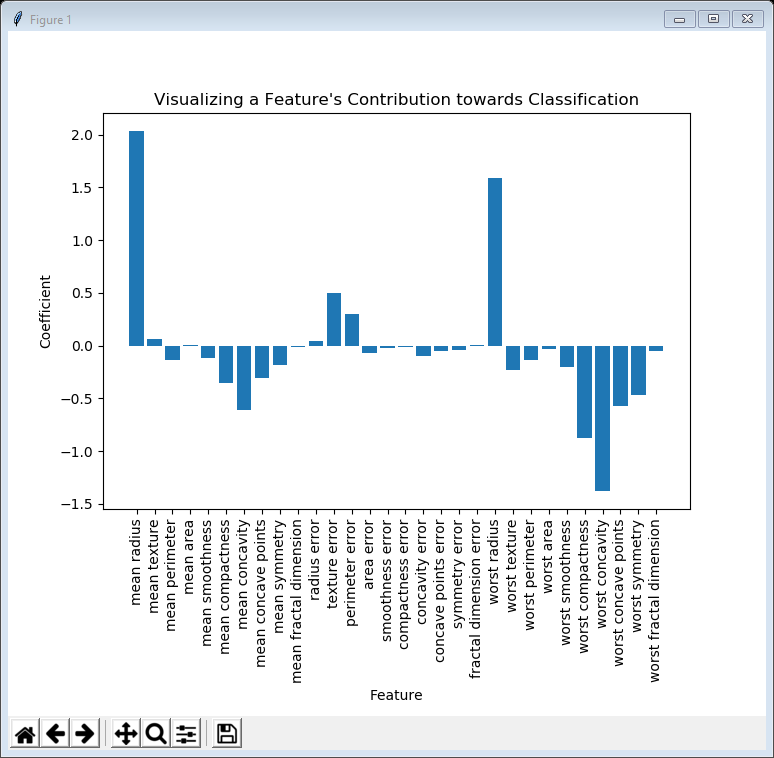 Figure 1
Visualizing a Feature's Contribution towards Classification
2.0
1.5
1.0
0.5
0.0
−0.5
−1.0
−1.5
Coefficient
mean radius
mean texture
mean perimeter
mean area
mean smoothness
mean compactness
mean concavity
mean concave points
mean symmetry
mean fractal dimension
radius error
texture error
perimeter error
area error
smoothness error
compactness error
concavity error
concave points error
symmetry error
fractal dimension error
worst radius
worst texture
worst perimeter
worst area
worst smoothness
worst compactness
worst concavity
worst concave points
worst symmetry
worst fractal dimension
Feature